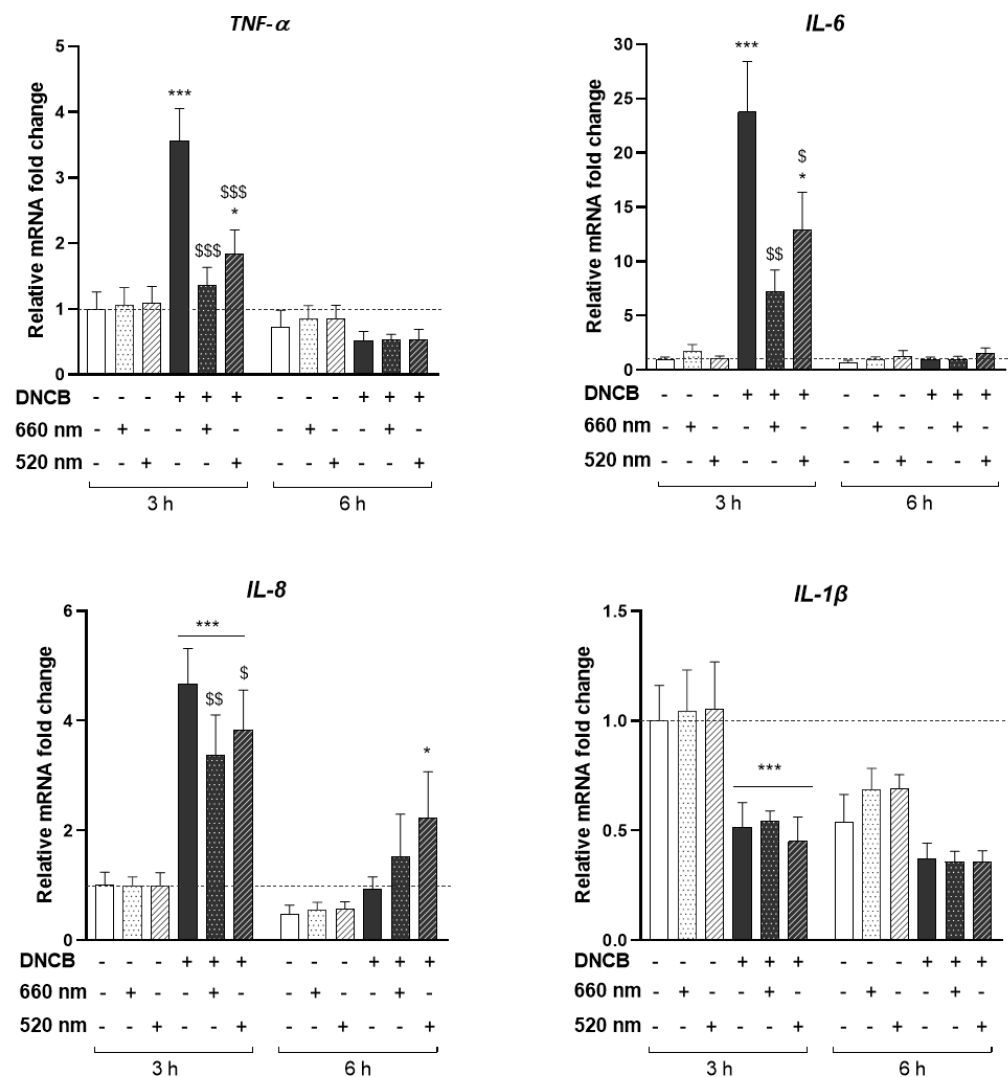 TNF-α
Relative mRNA fold change
5
4
3
2
1
0
***
$$$
$$$
*
DNCB - - - + + + - - - + + +
660 nm - + - - + - - + - - + -
520 nm - - + - - + - - + - - +
3 h 6 h
IL-6
Relative mRNA fold change
30
25
20
15
10
5
0
***
$$
$
*
DNCB - - - + + + - - - + + +
660 nm - + - - + - - + - - + -
520 nm - - + - - + - - + - - +
3 h 6 h
IL-8
Relative mRNA fold change
6
4
2
0
***
$$
$
*
DNCB - - - + + + - - - + + +
660 nm - + - - + - - + - - + -
520 nm - - + - - + - - + - - +
3 h 6 h
IL-1β
Relative mRNA fold change
1.5
1.0
0.5
0.0
***
DNCB - - - + + + - - - + + +
660 nm - + - - + - - + - - + -
520 nm - - + - - + - - + - - +
3 h 6 h